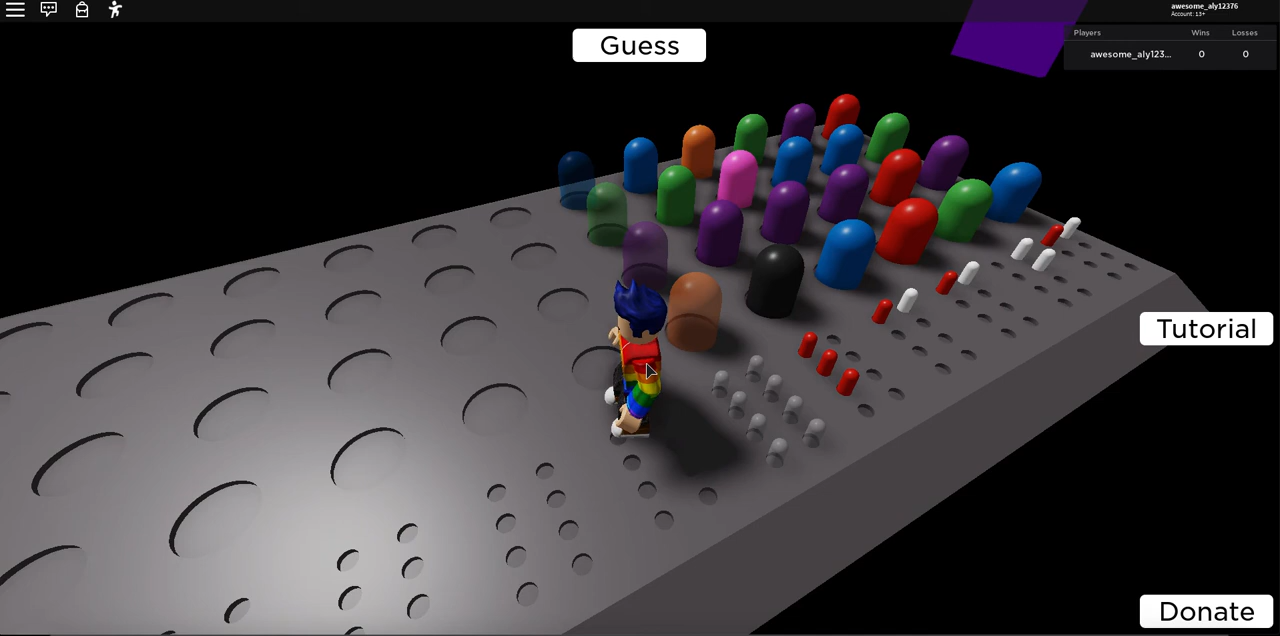 awesome_aly12376
Account: 13+
Players Wins Losses
awesome_aly123... 0 0
Guess
Tutorial
Donate